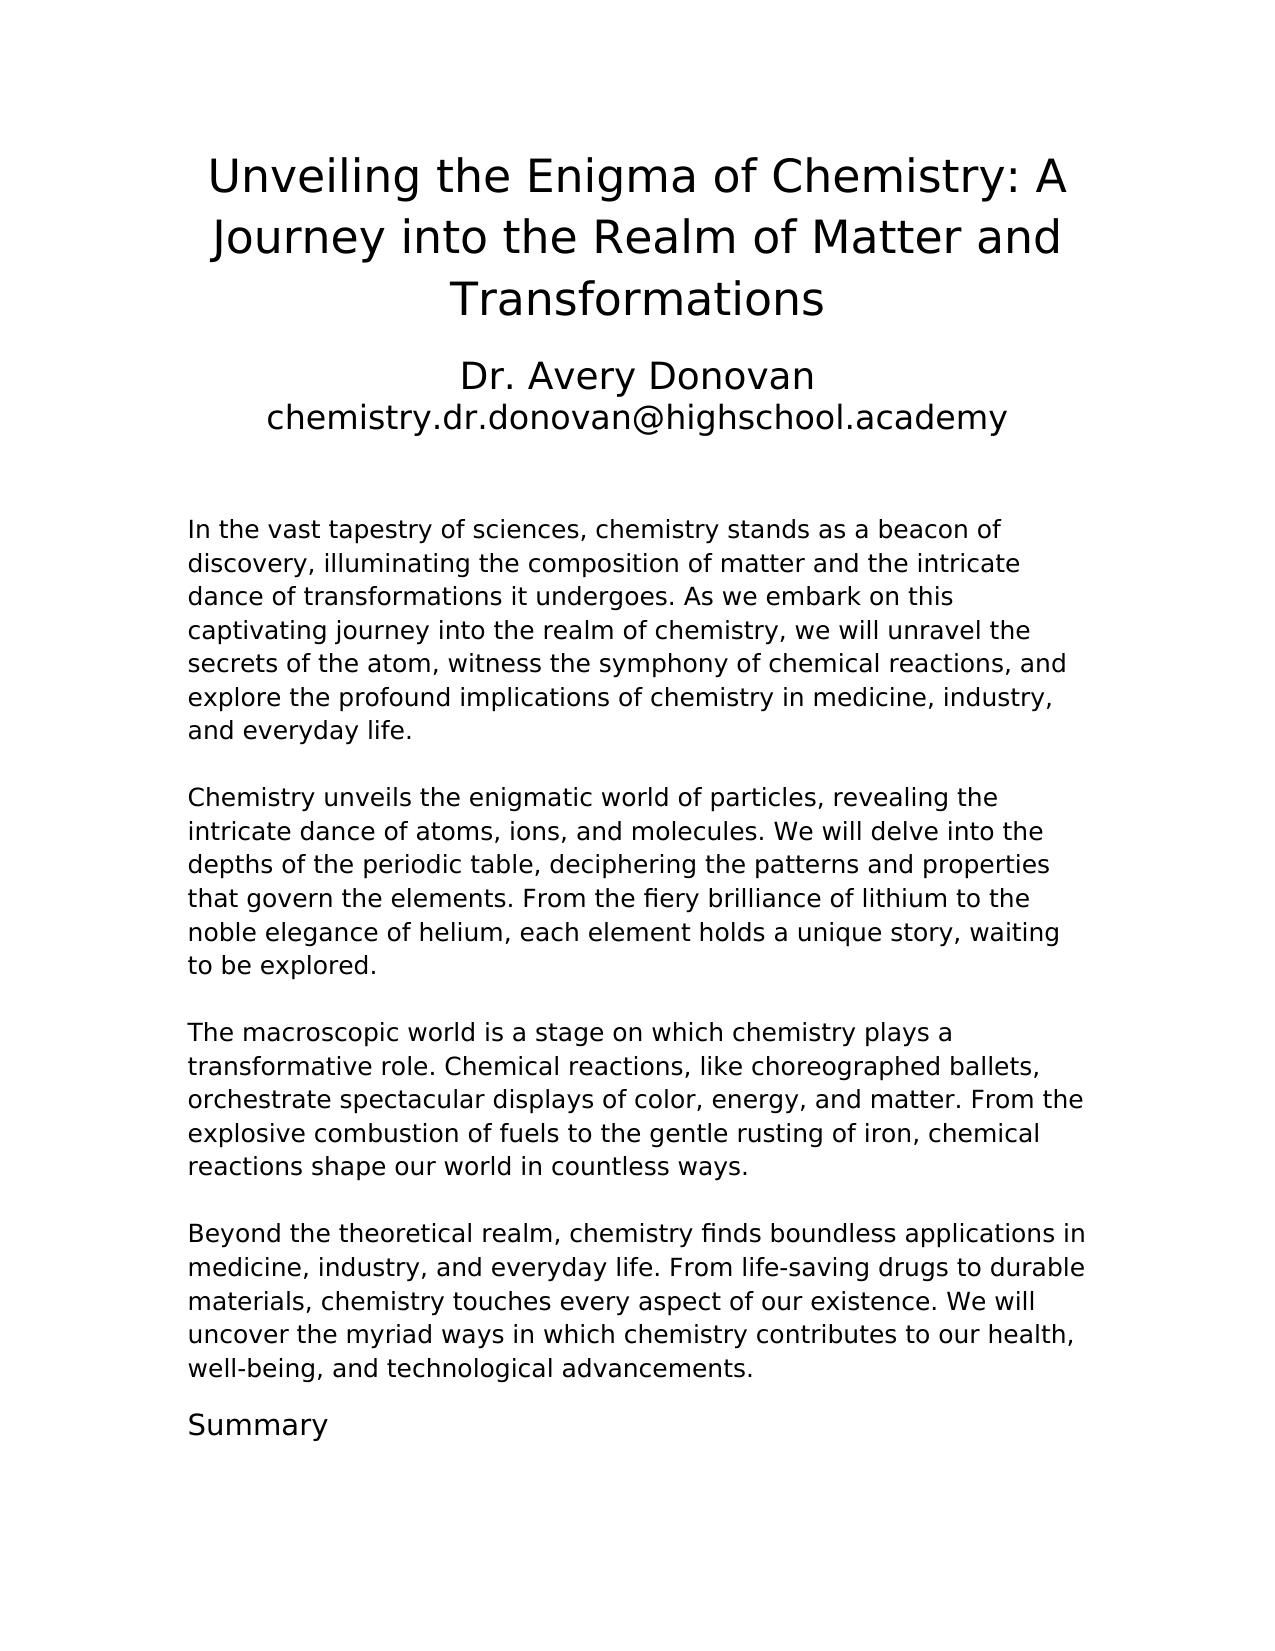 Unveiling the Enigma of Chemistry: A
Journey into the Realm of Matter and
Transformations
Dr. Avery Donovan
chemistry.dr.donovan@highschool.academy
In the vast tapestry of sciences, chemistry stands as a beacon of
discovery, illuminating the composition of matter and the intricate
dance of transformations it undergoes. As we embark on this
captivating journey into the realm of chemistry, we will unravel the
secrets of the atom, witness the symphony of chemical reactions, and
explore the profound implications of chemistry in medicine, industry,
and everyday life.
Chemistry unveils the enigmatic world of particles, revealing the
intricate dance of atoms, ions, and molecules. We will delve into the
depths of the periodic table, deciphering the patterns and properties
that govern the elements. From the fiery brilliance of lithium to the
noble elegance of helium, each element holds a unique story, waiting
to be explored.
The macroscopic world is a stage on which chemistry plays a
transformative role. Chemical reactions, like choreographed ballets,
orchestrate spectacular displays of color, energy, and matter. From the
explosive combustion of fuels to the gentle rusting of iron, chemical
reactions shape our world in countless ways.
Beyond the theoretical realm, chemistry finds boundless applications in
medicine, industry, and everyday life. From life-saving drugs to durable
materials, chemistry touches every aspect of our existence. We will
uncover the myriad ways in which chemistry contributes to our health,
well-being, and technological advancements.
Summary